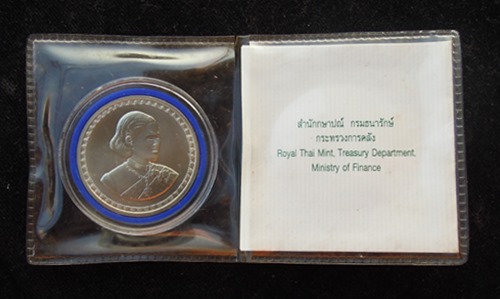 สำนักกษาปณ์ กรมธนารักษ์
กระทรวงการคลัง
Royal Thai Mint, Treasury Department,
Ministry of Finance